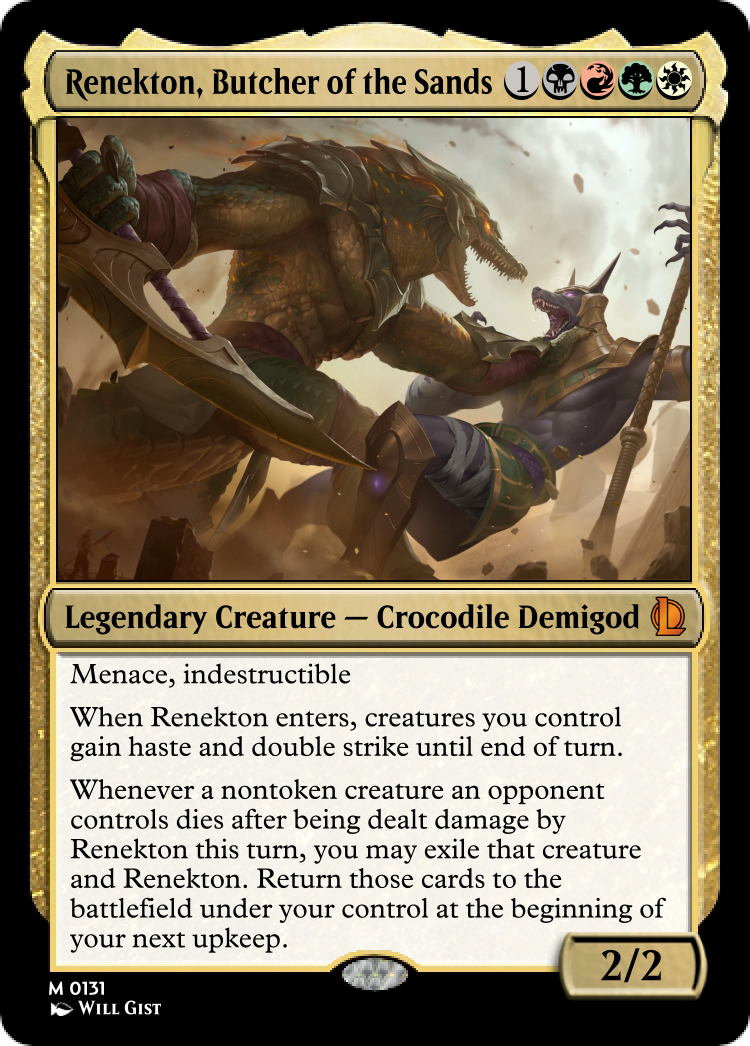 Renekton, Butcher of the Sands 1
Legendary Creature — Crocodile Demigod
Menace, indestructible
When Renekton enters, creatures you control
gain haste and double strike until end of turn.
Whenever a nontoken creature an opponent
controls dies after being dealt damage by
Renekton this turn, you may exile that creature
and Renekton. Return those cards to the
battlefield under your control at the beginning of
your next upkeep.
2/2
M 0131
Will Gist